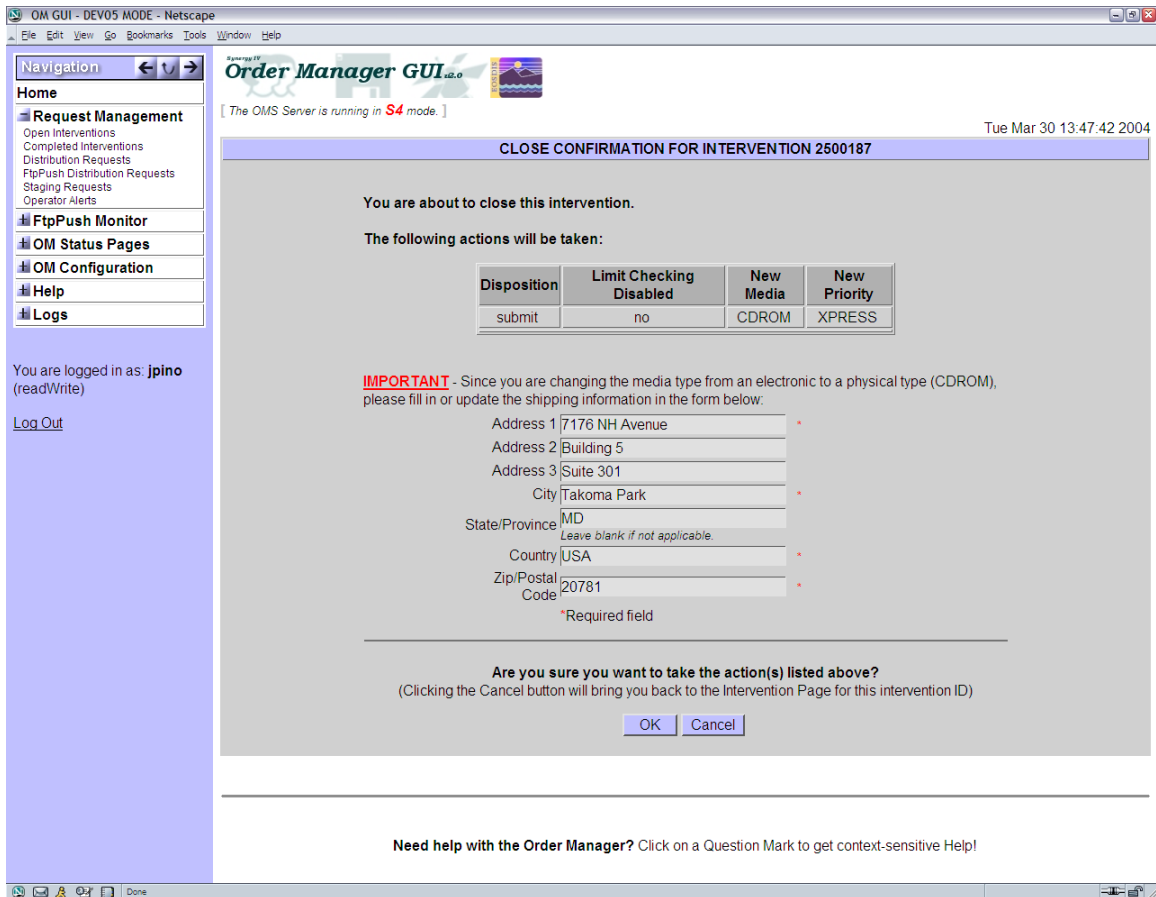 OM GUI - DEV05 MODE - Netscape
File Edit View Go Bookmarks Tools Window Help
Navigation
Home
Request Management
Open Interventions
Completed Interventions
Distribution Requests
FtpPush Distribution Requests
Staging Requests
Operator Alerts
FtpPush Monitor
OM Status Pages
OM Configuration
Help
Logs
You are logged in as: jpino
(readWrite)
Log Out
Synergy IV
Order Manager GUI v2.0
EOSDIS
[ The OMS Server is running in S4 mode. ]
Tue Mar 30 13:47:42 2004
CLOSE CONFIRMATION FOR INTERVENTION 2500187
You are about to close this intervention.
The following actions will be taken:
Disposition Limit Checking Disabled New Media New Priority
submit no CDROM XPRESS
IMPORTANT - Since you are changing the media type from an electronic to a physical type (CDROM),
please fill in or update the shipping information in the form below:
Address 1 7176 NH Avenue *
Address 2 Building 5
Address 3 Suite 301
City Takoma Park *
State/Province MD
Leave blank if not applicable.
Country USA *
Zip/Postal Code 20781 *
*Required field
Are you sure you want to take the action(s) listed above?
(Clicking the Cancel button will bring you back to the Intervention Page for this intervention ID)
OK Cancel
Need help with the Order Manager? Click on a Question Mark to get context-sensitive Help!
Done